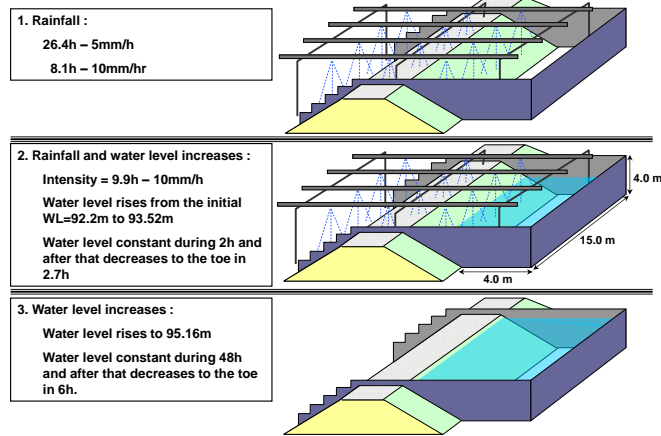 1. Rainfall :
26.4h – 5mm/h
8.1h – 10mm/hr
2. Rainfall and water level increases :
Intensity = 9.9h – 10mm/h
Water level rises from the initial
WL=92.2m to 93.52m
Water level constant during 2h and
after that decreases to the toe in
2.7h
4.0 m
15.0 m
4.0 m
3. Water level increases :
Water level rises to 95.16m
Water level constant during 48h
and after that decreases to the toe
in 6h.